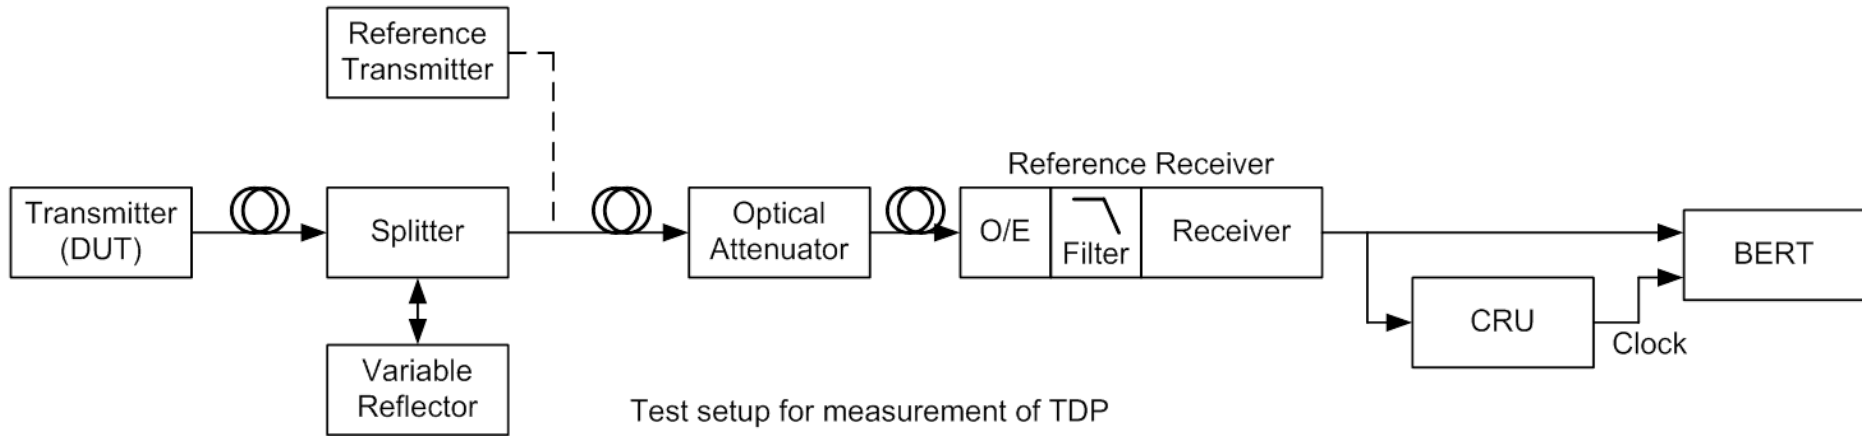 Reference
Transmitter
Reference Receiver
Transmitter
(DUT)
Splitter
Optical
Attenuator
O/E
Filter
Receiver
BERT
CRU
Clock
Variable
Reflector
Test setup for measurement of TDP